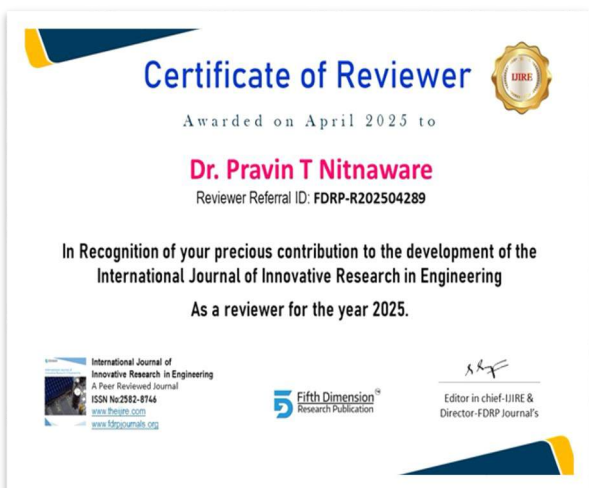 Certificate of Reviewer
IJIRE
Awarded on April 2025 to
Dr. Pravin T Nitnaware
Reviewer Referral ID: FDRP-R202504289
In Recognition of your precious contribution to the development of the
International Journal of Innovative Research in Engineering
As a reviewer for the year 2025.
International Journal of
Innovative Research in Engineering
A Peer Reviewed Journal
ISSN No:2582-8746
www.theijire.com
www.fdrpjournals.org
Fifth Dimension™
Research Publication
Editor in chief-IJIRE &
Director-FDRP Journal's